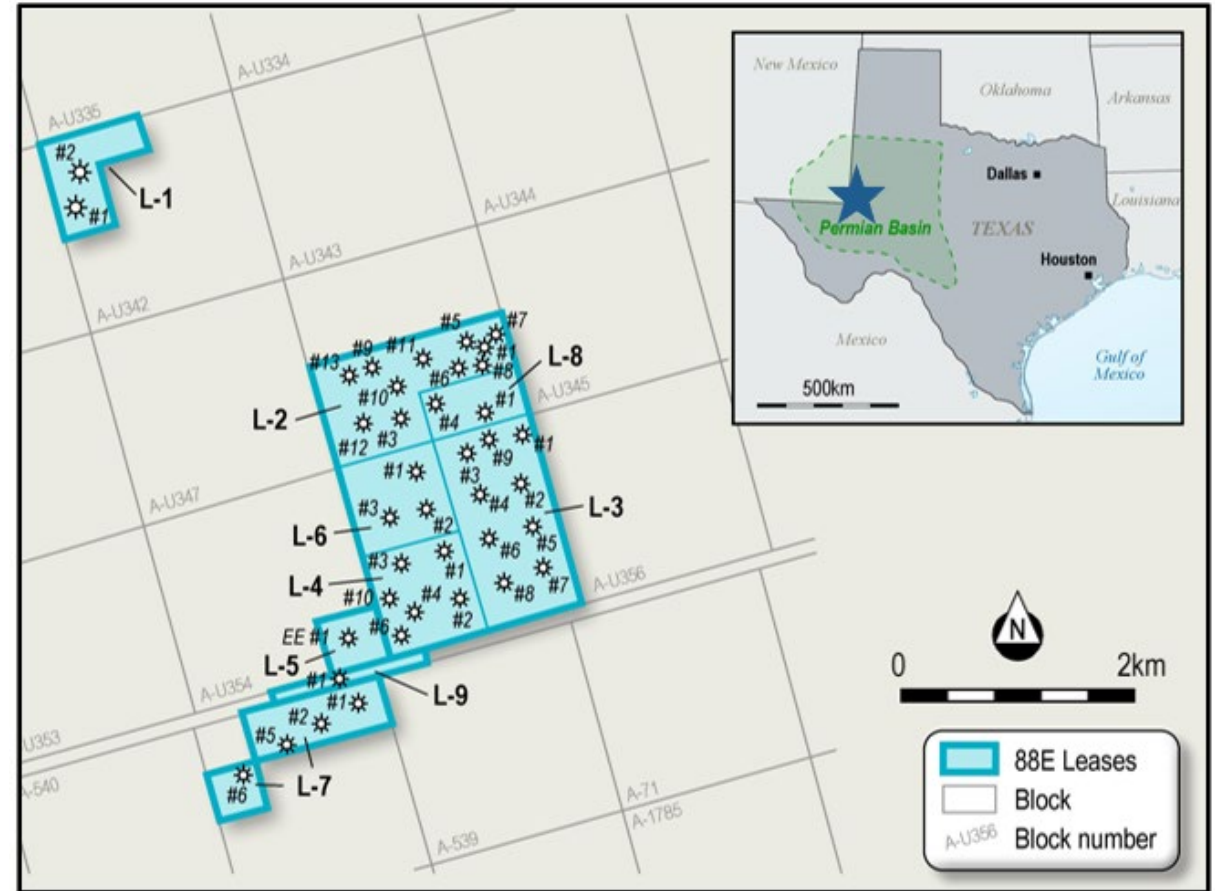 A-U334
A-U335
#2
#1
L-1
A-U344
A-U343
A-U342
#5
#7
#13
#9
#11
#1
#6
#8
L-8
#10
#1
A-U345
L-2
#4
#12
#3
#1
#9
#1
#3
#2
A-U347
#3
#4
L-3
#2
L-6
#5
#6
#3
#1
L-4
#7
#8
A-U356
#10
#4
#2
#6
EE #1
L-5
#1
A-U354
L-9
#1
#2
U353
#5
L-7
#6
A-540
A-71
A-1785
A-539
New Mexico
Oklahoma
Arkansas
Dallas
Louisiana
Permian Basin
TEXAS
Houston
Mexico
Gulf of
Mexico
500km
N
0
2km
88E Leases
Block
A-U356
Block number